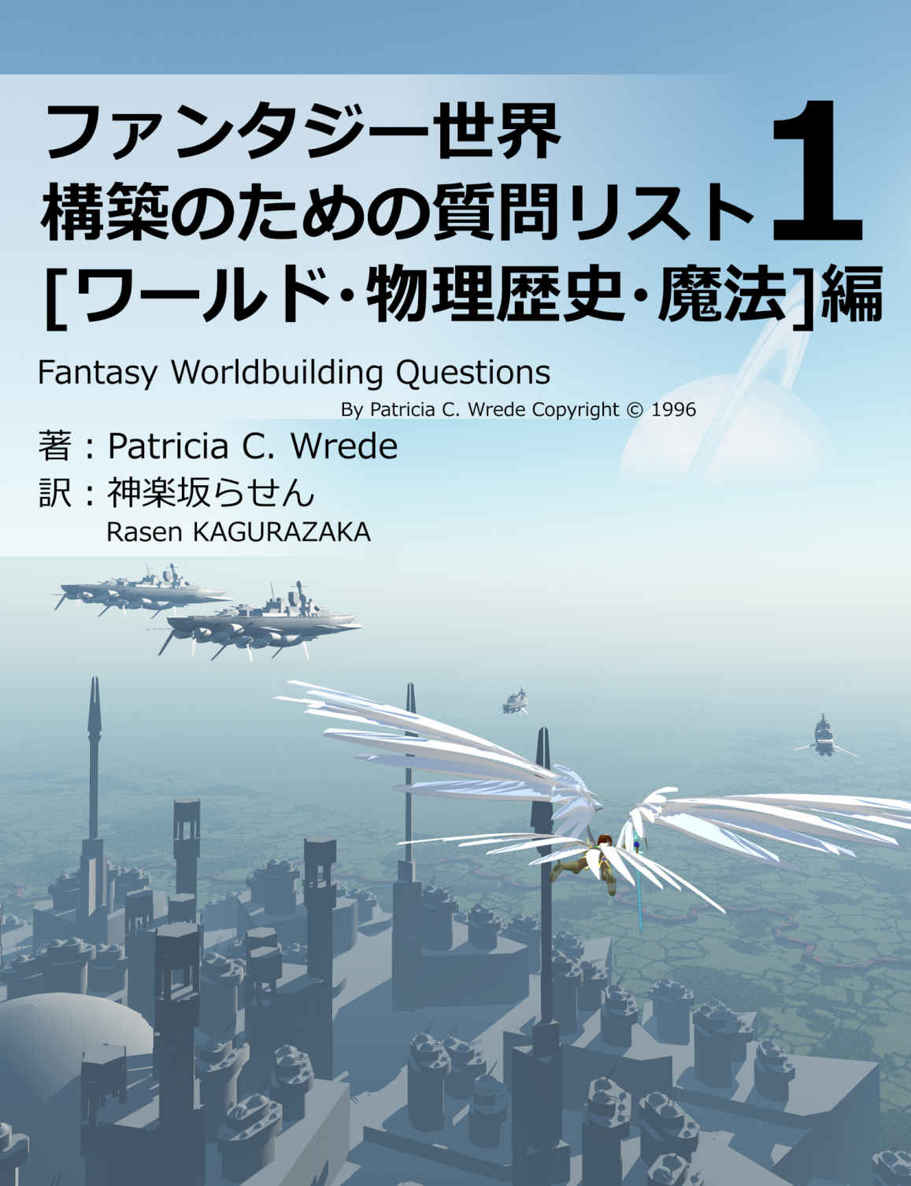 ファンタジー世界
構築のための質問リスト1
[ワールド･物理歴史･魔法]編
Fantasy Worldbuilding Questions
By Patricia C. Wrede Copyright © 1996
著：Patricia C. Wrede
訳：神楽坂らせん
Rasen KAGURAZAKA